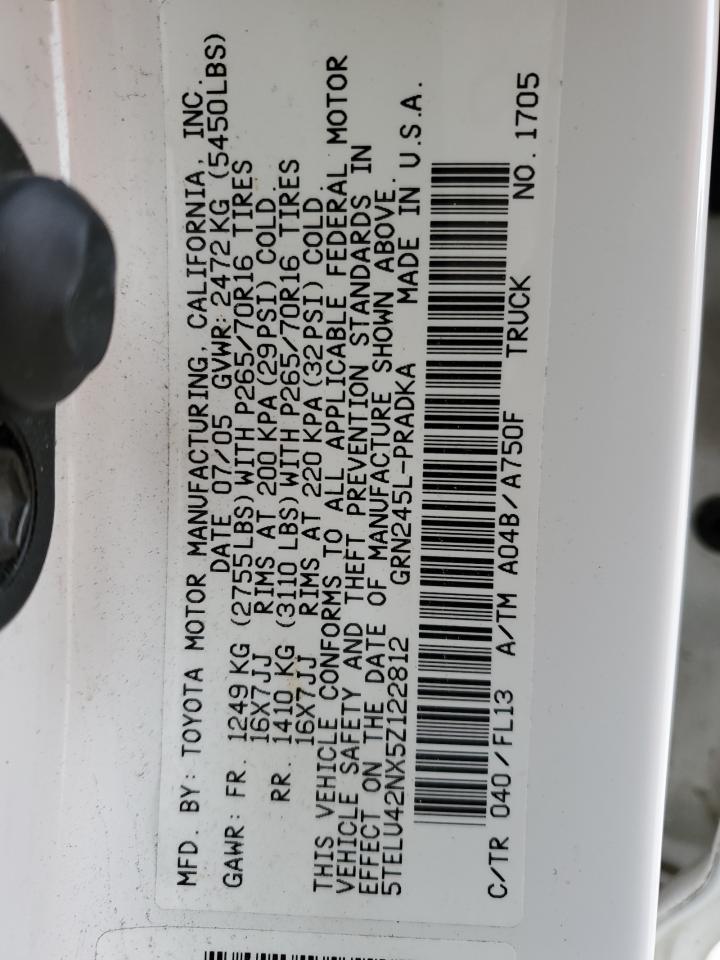 MFD. BY: TOYOTA MOTOR MANUFACTURING, CALIFORNIA, INC.
DATE 07/05 GVWR: 2472KG (5450LBS)
GAWR: FR. 1249KG (2755LBS) WITH P265/70R16 TIRES
16X7JJ RIMS AT 200 KPA (29PSI) COLD.
RR. 1410 KG (3110 LBS) WITH P265/70R16 TIRES
16X7JJ RIMS AT 220 KPA (32PSI) COLD.
THIS VEHICLE CONFORMS TO ALL APPLICABLE FEDERAL MOTOR
VEHICLE SAFETY AND THEFT PREVENTION STANDARDS IN
EFFECT ON THE DATE OF MANUFACTURE SHOWN ABOVE.
5TELU42NX5Z122812 GRN245L-PRADKA MADE IN U.S.A.
C/TR 040/FL13 A/TM A04B/A750F TRUCK NO. 1705